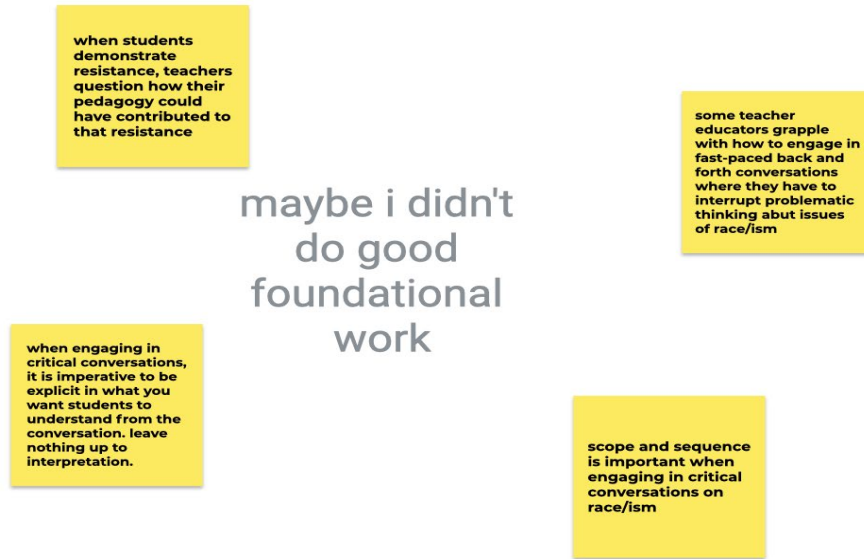 when students
demonstrate
resistance, teachers
question how their
pedagogy could
have contributed to
that resistance
some teacher
educators grapple
with how to engage in
fast-paced back and
forth conversations
where they have to
interrupt problematic
thinking abut issues
of race/ism
maybe i didn't
do good
foundational
work
when engaging in
critical conversations,
it is imperative to be
explicit in what you
want students to
understand from the
conversation. leave
nothing up to
interpretation.
scope and sequence
is important when
engaging in critical
conversations on
race/ism